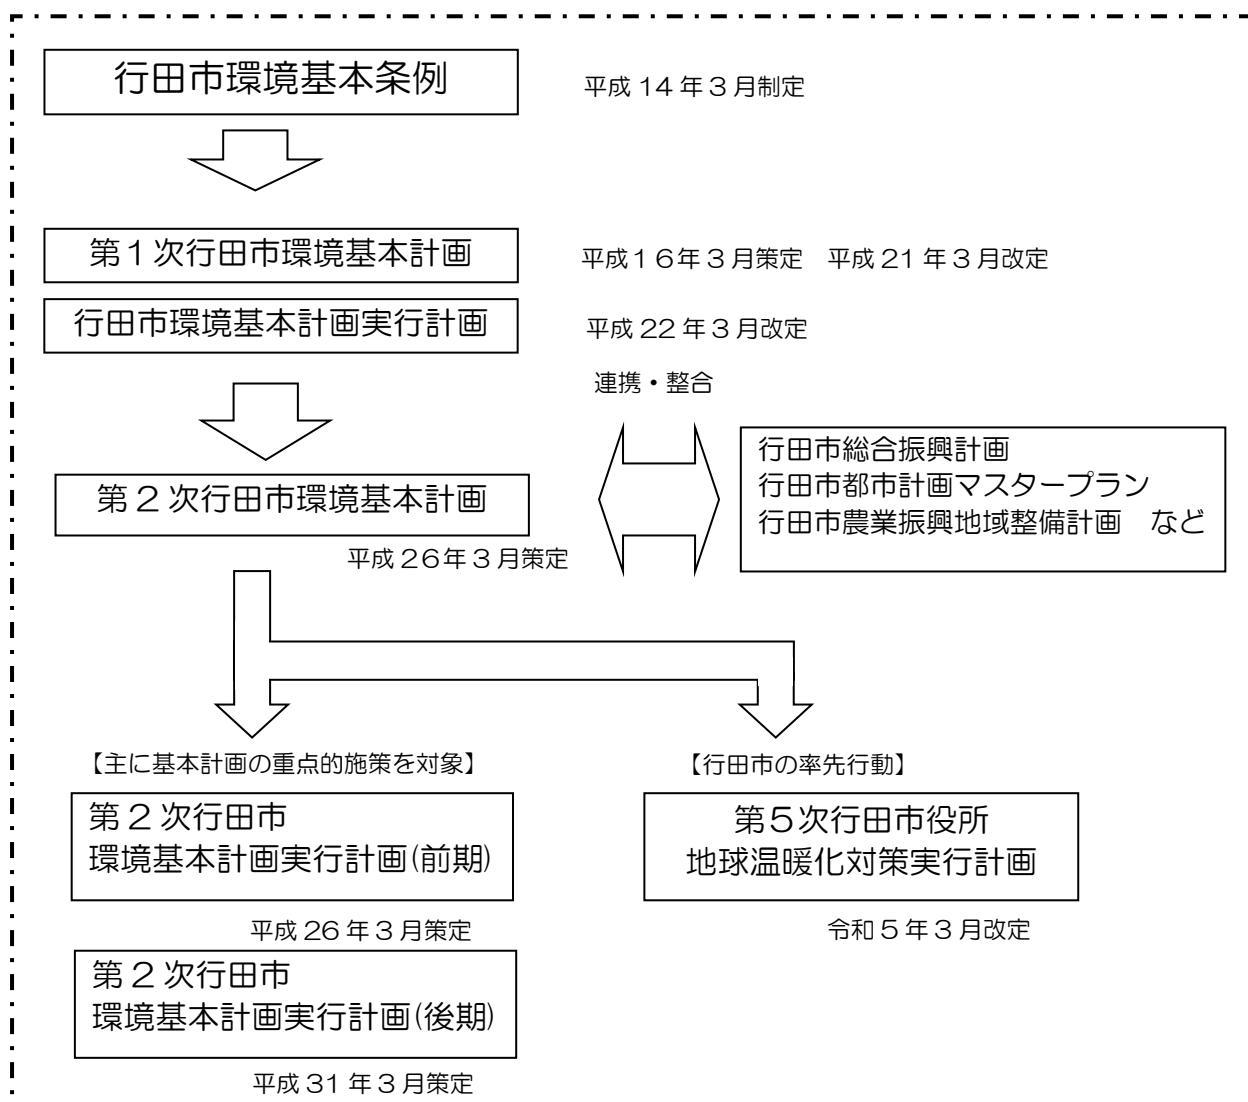 行田市環境基本条例
平成14年3月制定
第1次行田市環境基本計画
平成16年3月策定　平成21年3月改定
行田市環境基本計画実行計画
平成22年3月改定
連携・整合
行田市総合振興計画
行田市都市計画マスタープラン
行田市農業振興地域整備計画　など
第2次行田市環境基本計画
平成26年3月策定
【主に基本計画の重点的施策を対象】
第2次行田市
環境基本計画実行計画(前期)
平成26年3月策定
第2次行田市
環境基本計画実行計画(後期)
平成31年3月策定
【行田市の率先行動】
第5次行田市役所
地球温暖化対策実行計画
令和5年3月改定